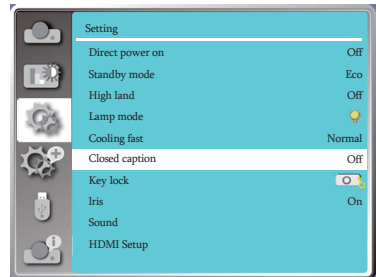 Setting
Direct power on Off
Standby mode Eco
High land Off
Lamp mode
Cooling fast Normal
Closed caption Off
Key lock
Iris On
Sound
HDMI Setup